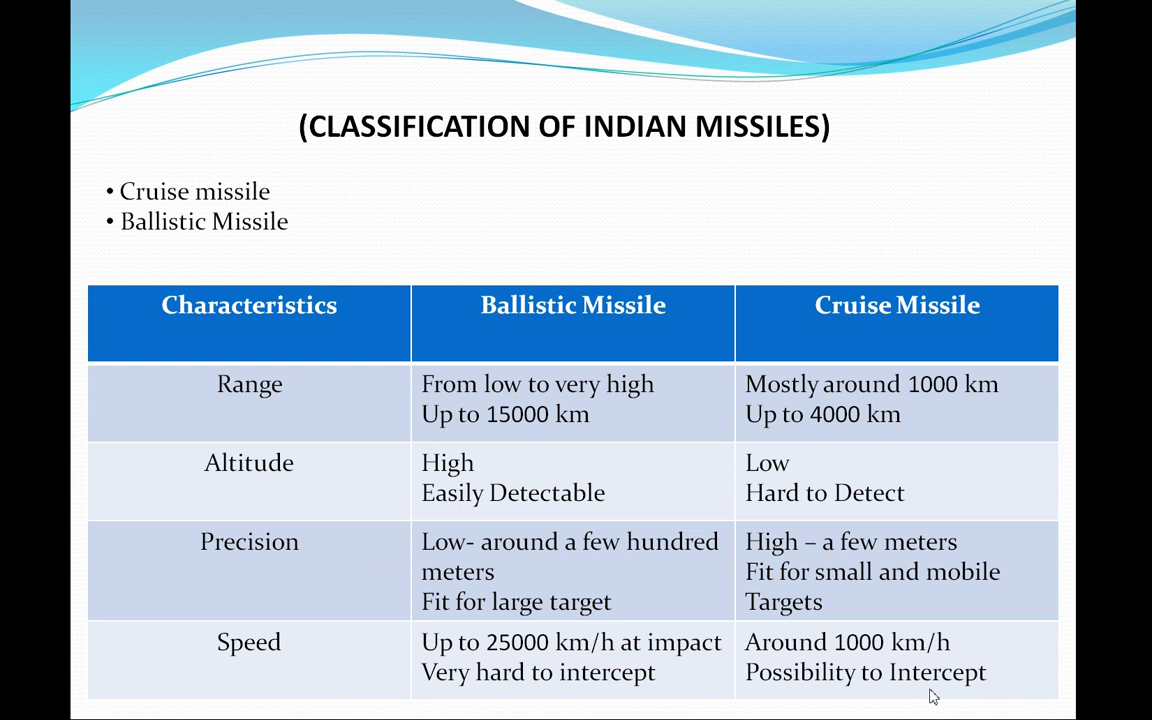 (CLASSIFICATION OF INDIAN MISSILES)
• Cruise missile
• Ballistic Missile
Characteristics
Ballistic Missile
Cruise Missile
Range
From low to very high
Up to 15000 km
Mostly around 1000 km
Up to 4000 km
Altitude
High
Easily Detectable
Low
Hard to Detect
Precision
Low- around a few hundred
meters
Fit for large target
High – a few meters
Fit for small and mobile
Targets
Speed
Up to 25000 km/h at impact
Very hard to intercept
Around 1000 km/h
Possibility to Intercept